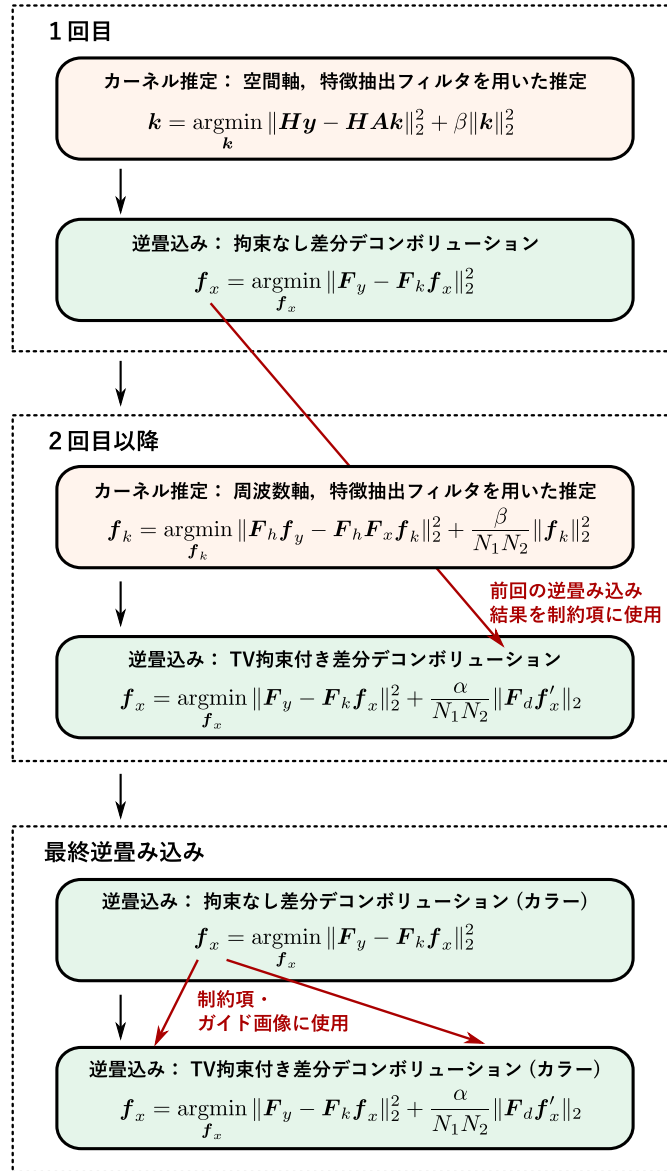 １回目
カーネル推定： 空間軸，特徴抽出フィルタを用いた推定
k = argmin_k ‖Hy − HAk‖₂² + β‖k‖₂²
逆畳込み： 拘束なし差分デコンボリューション
f_x = argmin_{f_x} ‖F_y − F_k f_x‖₂²
２回目以降
カーネル推定： 周波数軸，特徴抽出フィルタを用いた推定
f_k = argmin_{f_k} ‖F_h f_y − F_h F_x f_k‖₂² + β/(N₁N₂) ‖f_k‖₂²
前回の逆畳み込み
結果を制約項に使用
逆畳込み： TV拘束付き差分デコンボリューション
f_x = argmin_{f_x} ‖F_y − F_k f_x‖₂² + α/(N₁N₂) ‖F_d f′_x‖₂
最終逆畳み込み
逆畳込み： 拘束なし差分デコンボリューション (カラー)
f_x = argmin_{f_x} ‖F_y − F_k f_x‖₂²
制約項・
ガイド画像に使用
逆畳込み： TV拘束付き差分デコンボリューション (カラー)
f_x = argmin_{f_x} ‖F_y − F_k f_x‖₂² + α/(N₁N₂) ‖F_d f′_x‖₂